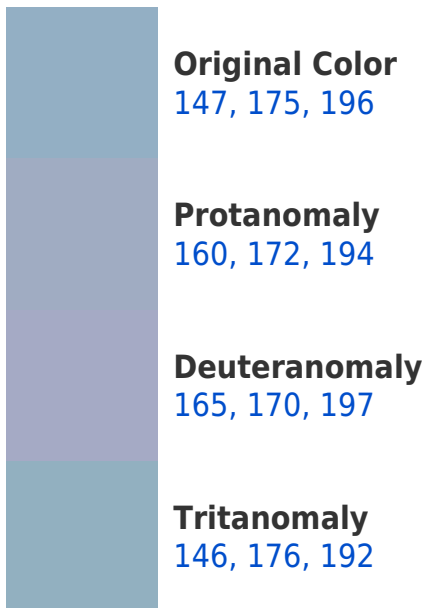 Original Color
147, 175, 196
Protanomaly
160, 172, 194
Deuteranomaly
165, 170, 197
Tritanomaly
146, 176, 192